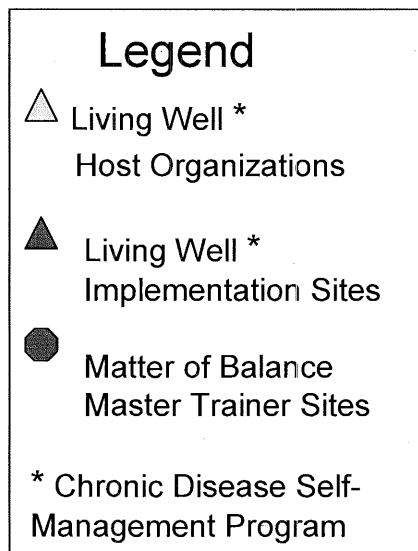 Legend
Living Well *
Host Organizations
Living Well *
Implementation Sites
Matter of Balance
Master Trainer Sites
* Chronic Disease Self-
Management Program